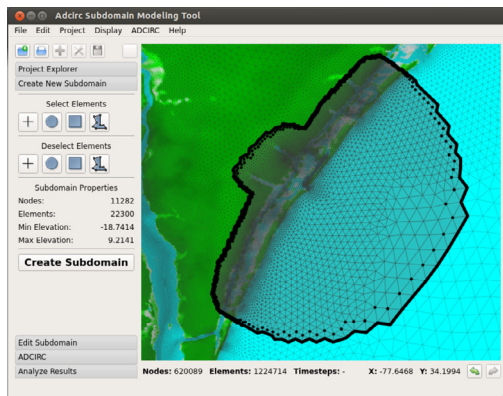 Adcirc Subdomain Modeling Tool
File Edit Project Display ADCIRC Help
Project Explorer
Create New Subdomain
Select Elements
Deselect Elements
Subdomain Properties
Nodes: 11282
Elements: 22300
Min Elevation: -18.7414
Max Elevation: 9.2141
Create Subdomain
Edit Subdomain
ADCIRC
Analyze Results
Nodes: 620089 Elements: 1224714 Timesteps: - X: -77.6468 Y: 34.1994